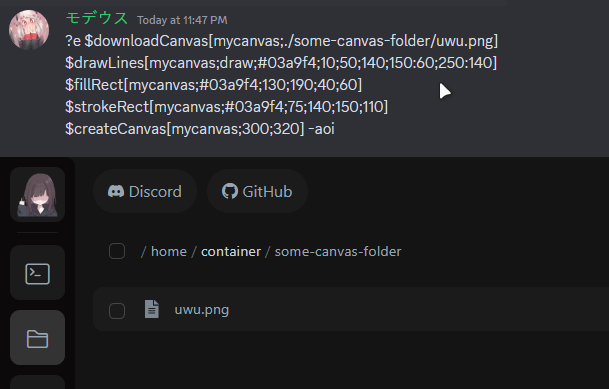 モデウス Today at 11:47 PM
?e $downloadCanvas[mycanvas;./some-canvas-folder/uwu.png]
$drawLines[mycanvas;draw;#03a9f4;10;50;140;150:60;250:140]
$fillRect[mycanvas;#03a9f4;130;190;40;60]
$strokeRect[mycanvas;#03a9f4;75;140;150;110]
$createCanvas[mycanvas;300;320] -aoi
Discord GitHub
/ home / container / some-canvas-folder
uwu.png